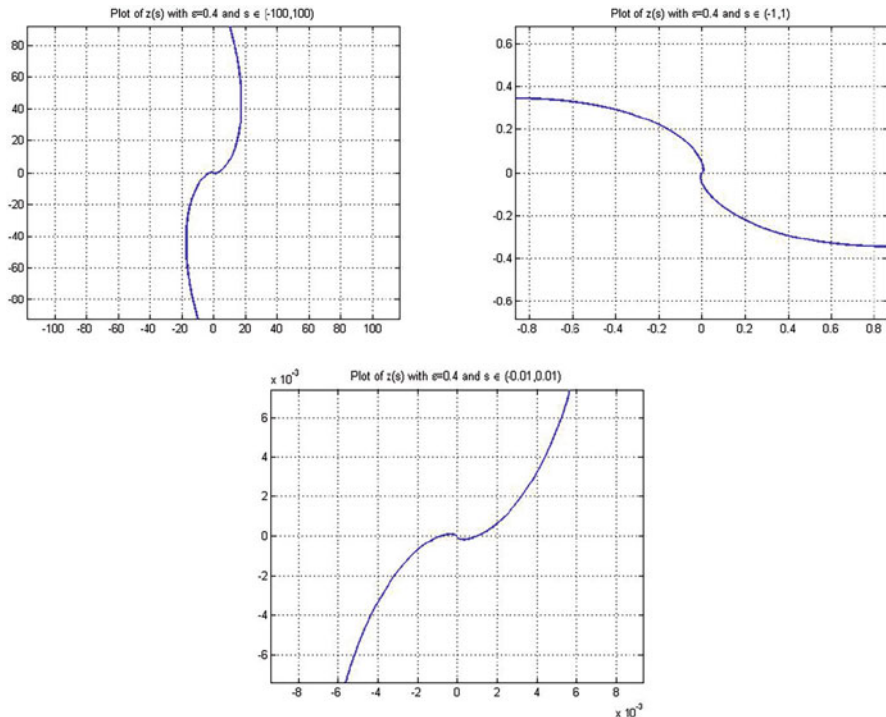 Plot of z(s) with ε=0.4 and s ∈ [-100,100)
80
60
40
20
0
-20
-40
-60
-80
-100 -80 -60 -40 -20 0 20 40 60 80 100
Plot of z(s) with ε=0.4 and s ∈ (-1,1)
0.6
0.4
0.2
0
-0.2
-0.4
-0.6
-0.8 -0.6 -0.4 -0.2 0 0.2 0.4 0.6 0.8
x 10⁻³
Plot of z(s) with ε=0.4 and s ∈ (-0.01,0.01)
6
4
2
0
-2
-4
-6
-8 -6 -4 -2 0 2 4 6 8
x 10⁻³